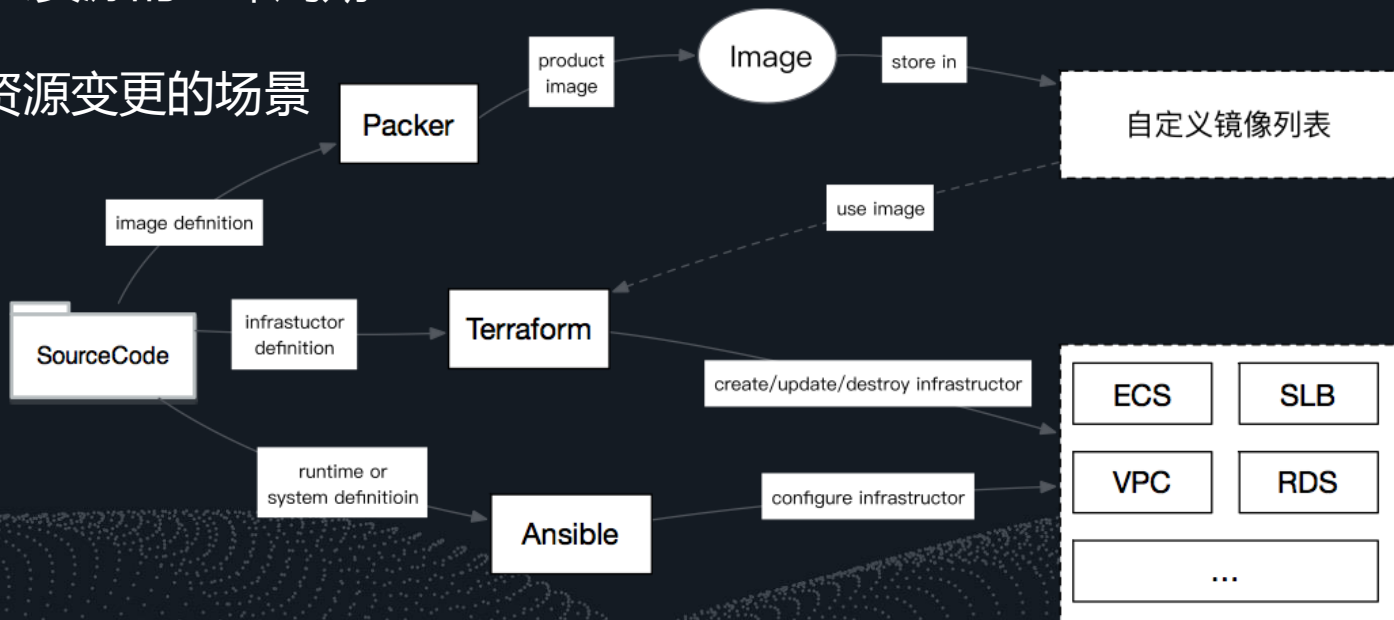 资源变更的场景
product
image
Image
store in
自定义镜像列表
Packer
image definition
use image
SourceCode
infrastuctor
definition
Terraform
create/update/destroy infrastructor
ECS
SLB
VPC
RDS
...
runtime or
system definitioin
Ansible
configure infrastructor